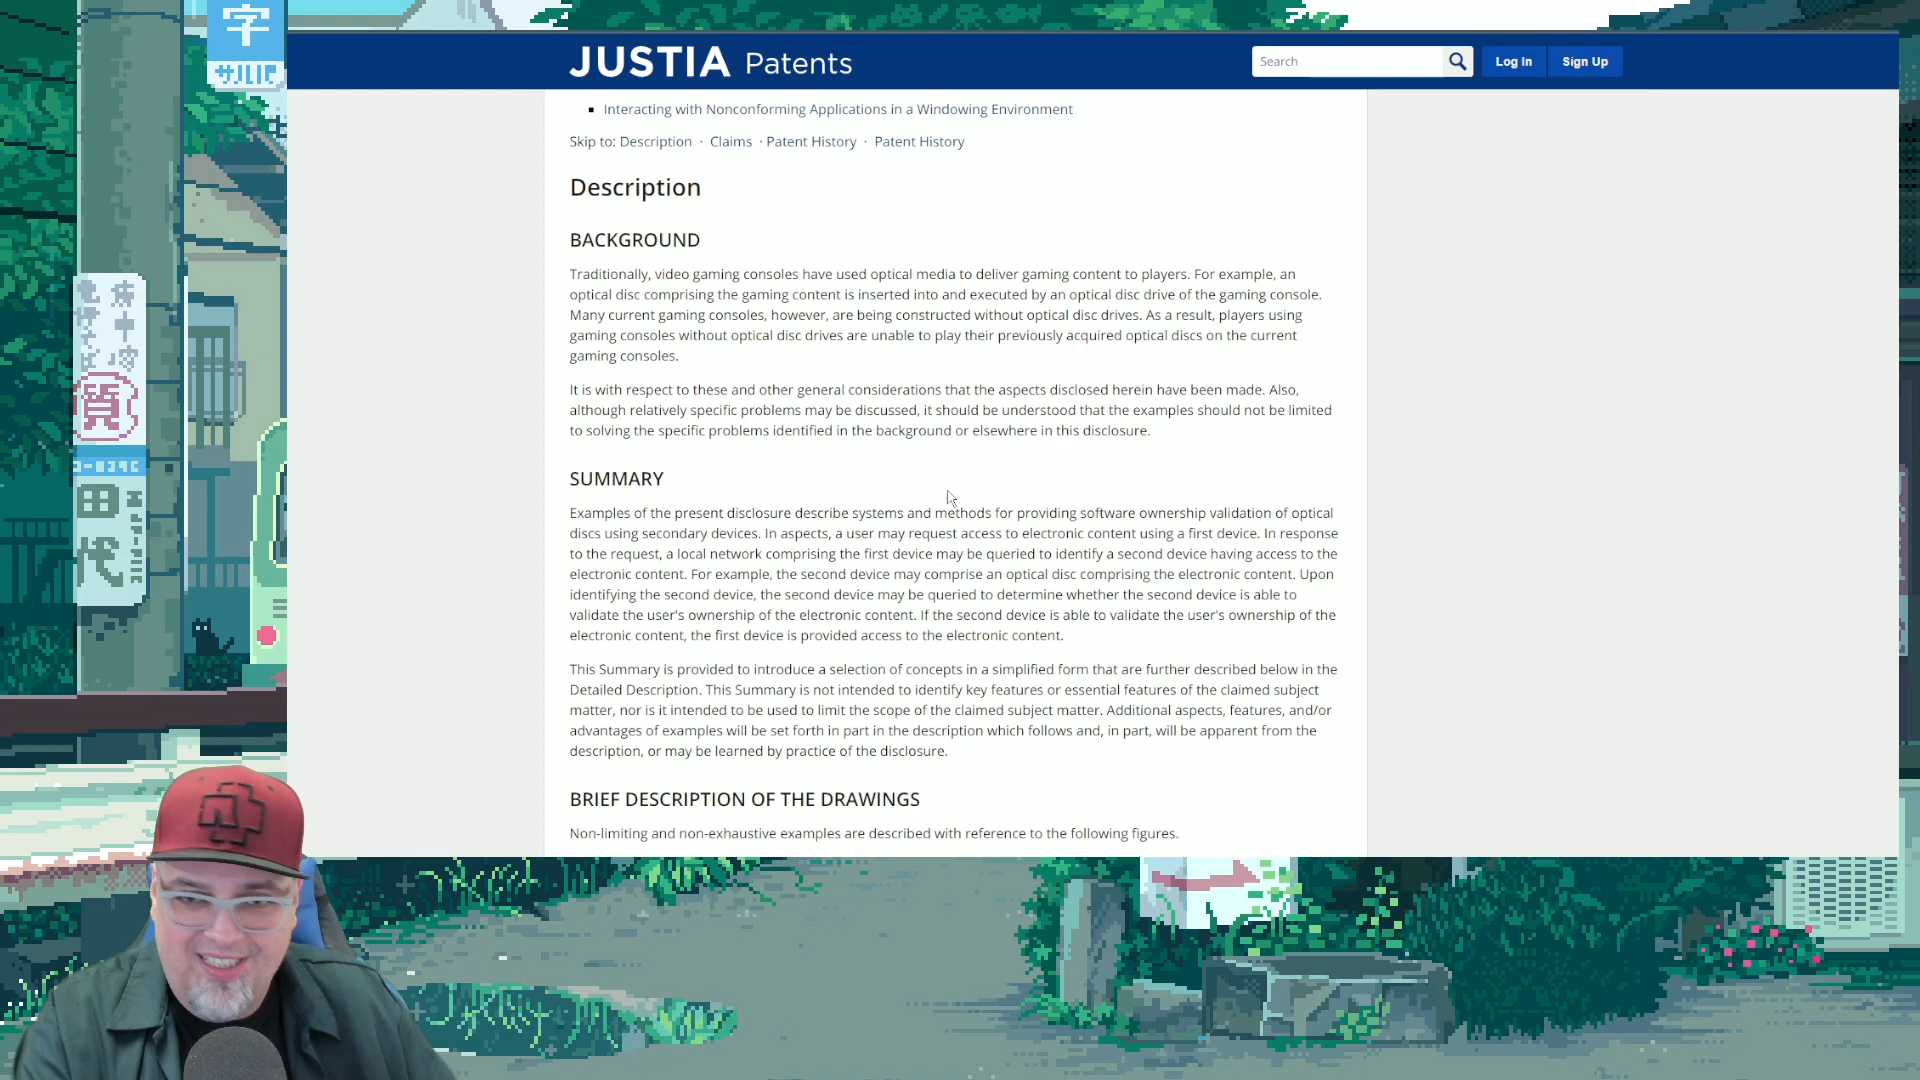 字
サルバ
JUSTIA Patents
Search
Log In
Sign Up
Interacting with Nonconforming Applications in a Windowing Environment
Skip to: Description · Claims · Patent History · Patent History
Description
BACKGROUND
Traditionally, video gaming consoles have used optical media to deliver gaming content to players. For example, an
optical disc comprising the gaming content is inserted into and executed by an optical disc drive of the gaming console.
Many current gaming consoles, however, are being constructed without optical disc drives. As a result, players using
gaming consoles without optical disc drives are unable to play their previously acquired optical discs on the current
gaming consoles.
It is with respect to these and other general considerations that the aspects disclosed herein have been made. Also,
although relatively specific problems may be discussed, it should be understood that the examples should not be limited
to solving the specific problems identified in the background or elsewhere in this disclosure.
SUMMARY
Examples of the present disclosure describe systems and methods for providing software ownership validation of optical
discs using secondary devices. In aspects, a user may request access to electronic content using a first device. In response
to the request, a local network comprising the first device may be queried to identify a second device having access to the
electronic content. For example, the second device may comprise an optical disc comprising the electronic content. Upon
identifying the second device, the second device may be queried to determine whether the second device is able to
validate the user's ownership of the electronic content. If the second device is able to validate the user's ownership of the
electronic content, the first device is provided access to the electronic content.
This Summary is provided to introduce a selection of concepts in a simplified form that are further described below in the
Detailed Description. This Summary is not intended to identify key features or essential features of the claimed subject
matter, nor is it intended to be used to limit the scope of the claimed subject matter. Additional aspects, features, and/or
advantages of examples will be set forth in part in the description which follows and, in part, will be apparent from the
description, or may be learned by practice of the disclosure.
BRIEF DESCRIPTION OF THE DRAWINGS
Non-limiting and non-exhaustive examples are described with reference to the following figures.
質
田
代